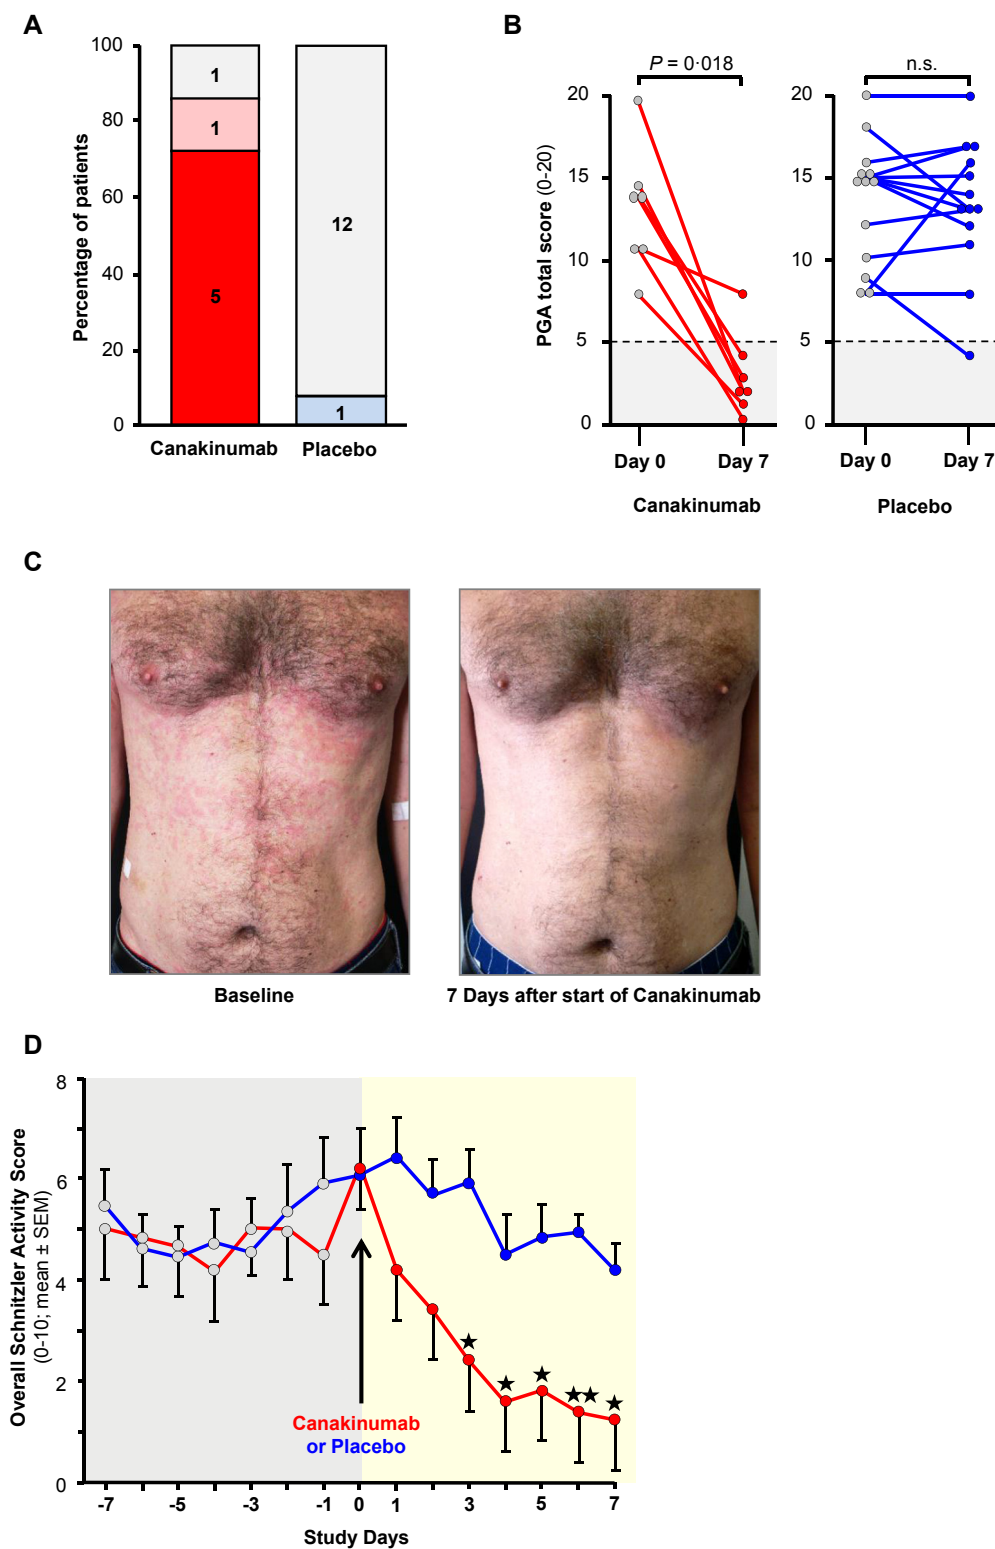 A
100
80
60
40
20
0
Percentage of patients
1
1
5
12
1
Canakinumab
Placebo
B
P = 0·018
n.s.
PGA total score (0-20)
20
15
10
5
0
20
15
10
5
0
Day 0
Day 7
Day 0
Day 7
Canakinumab
Placebo
C
Baseline
7 Days after start of Canakinumab
D
Overall Schnitzler Activity Score
(0-10; mean ± SEM)
8
6
4
2
0
★
★
★
★★
★
Canakinumab
or Placebo
-7
-5
-3
-1
0
1
3
5
7
Study Days